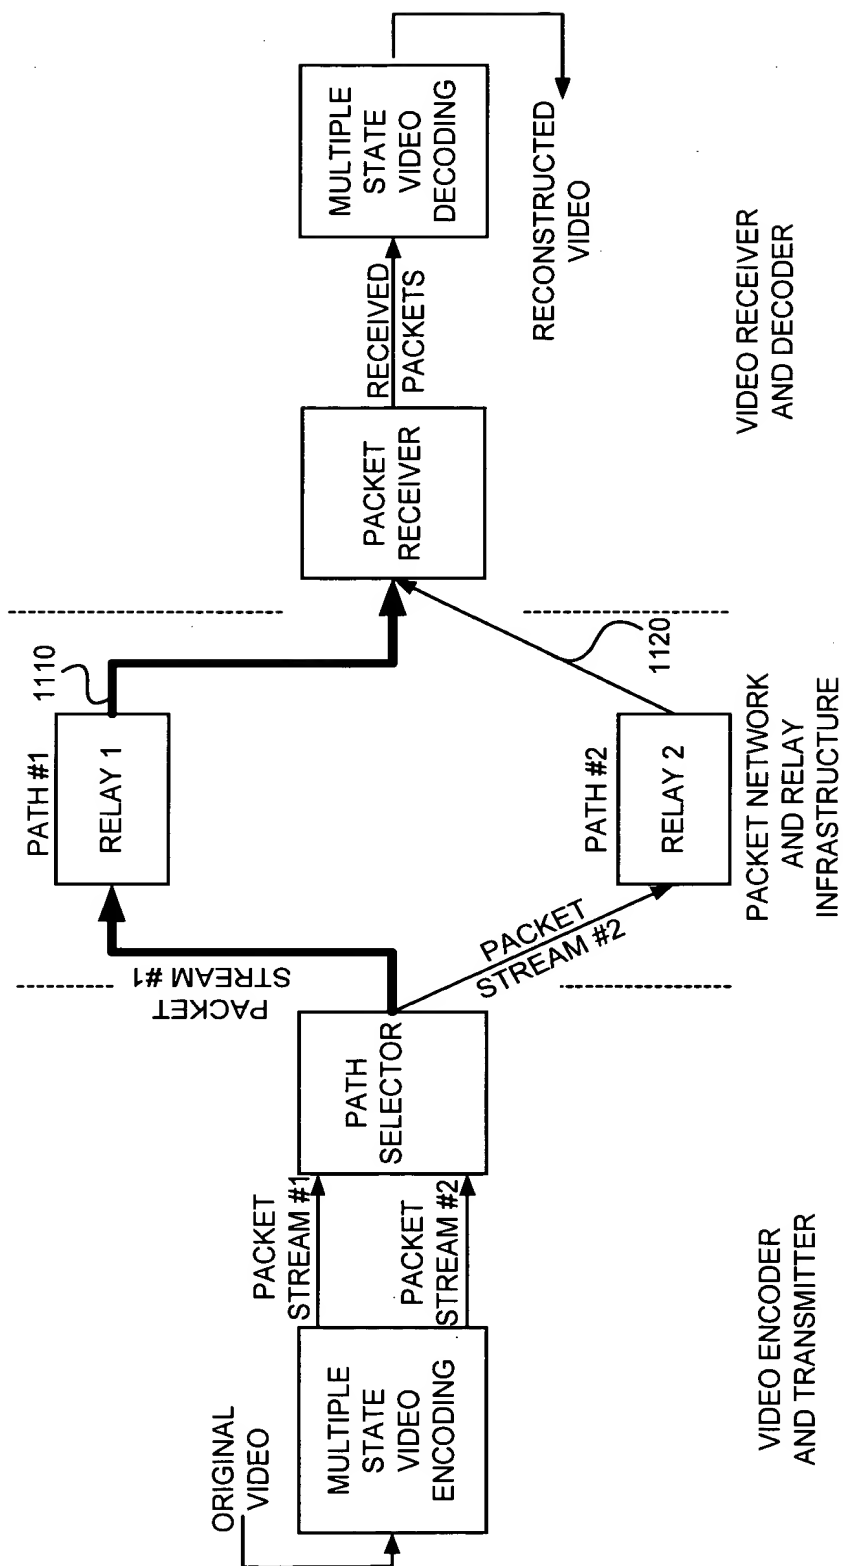 ORIGINAL
VIDEO
MULTIPLE
STATE
VIDEO
ENCODING
PACKET
STREAM #1
PACKET
STREAM #2
PATH
SELECTOR
PACKET
STREAM #1
PACKET
STREAM #2
PATH #1
RELAY 1
1110
PATH #2
RELAY 2
1120
PACKET
RECEIVER
RECEIVED
PACKETS
MULTIPLE
STATE
VIDEO
DECODING
RECONSTRUCTED
VIDEO
VIDEO ENCODER
AND TRANSMITTER
PACKET NETWORK
AND RELAY
INFRASTRUCTURE
VIDEO RECEIVER
AND DECODER